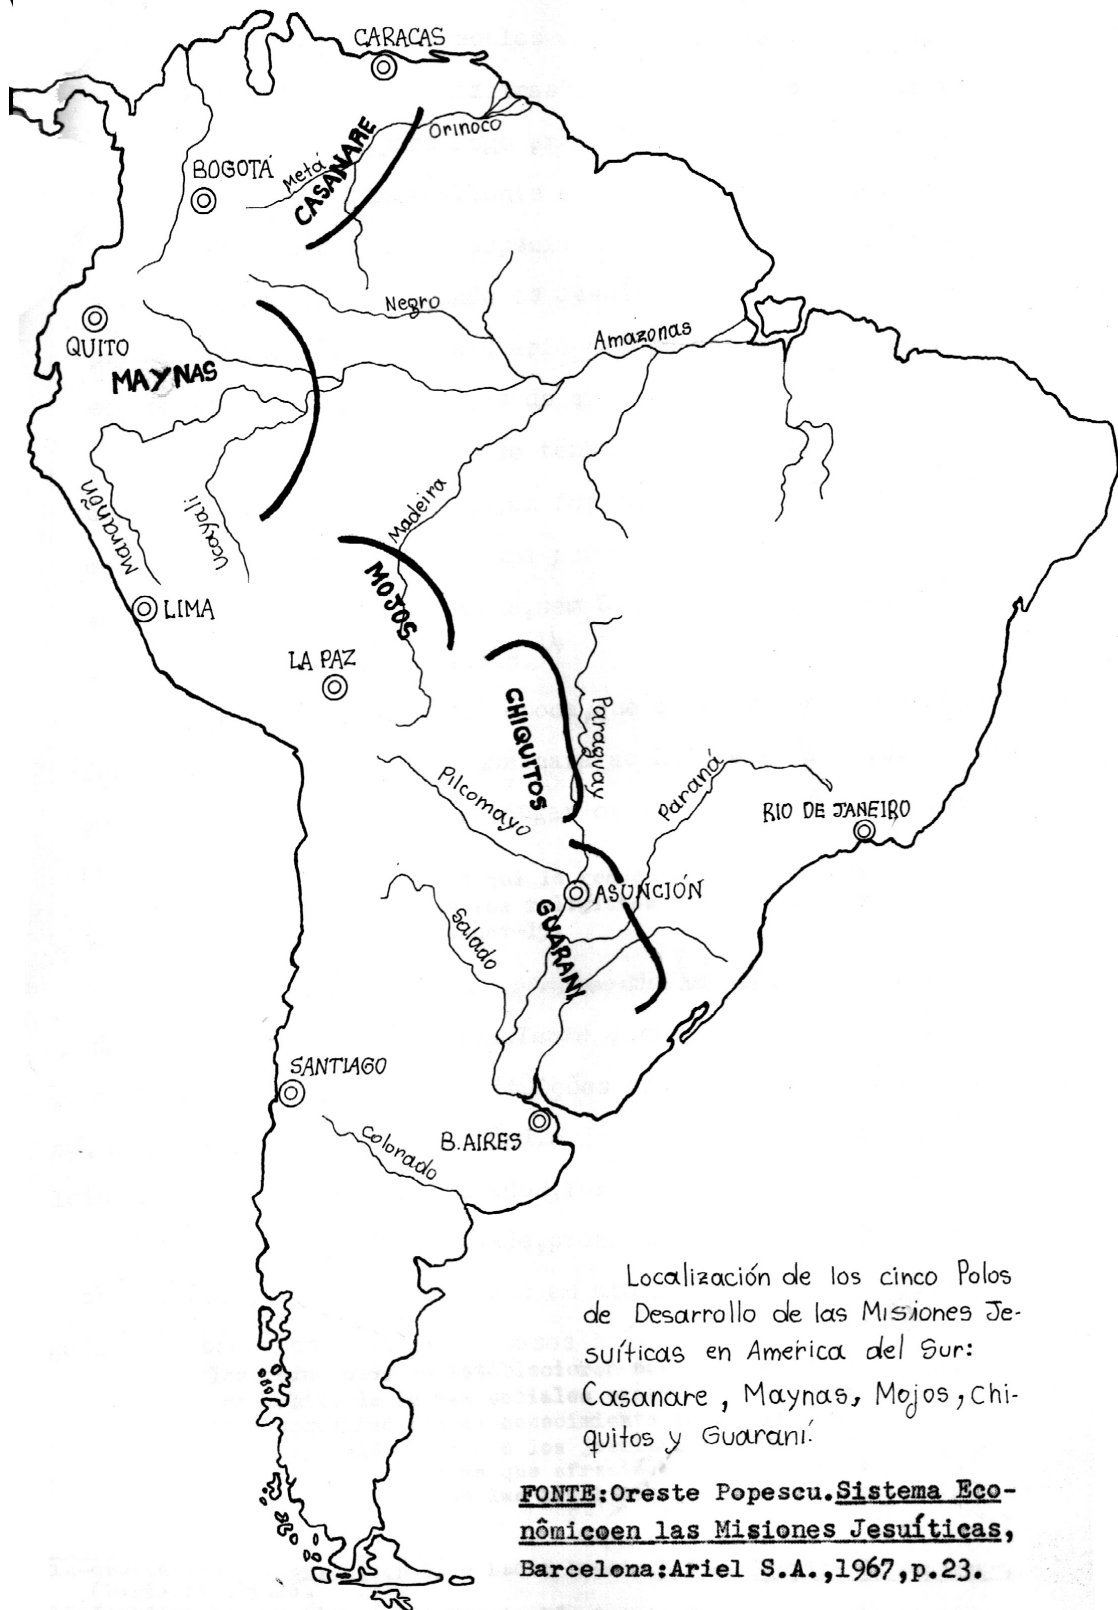 CARACAS
Orinoco
CASANARE
Metá
BOGOTÁ
Negro
Amazonas
QUITO
MAYNAS
Marañón
Ucayali
Madeira
MOJOS
LIMA
LA PAZ
CHIQUITOS
Paraguay
Pilcomayo
Paraná
RIO DE JANEIRO
ASUNCIÓN
GUARANI
Salado
SANTIAGO
B.AIRES
Colorado
Localización de los cinco Polos
de Desarrollo de las Misiones Je-
suíticas en America del Sur:
Casanare, Maynas, Mojos, Chi-
quitos y Guaraní.
FONTE:Oreste Popescu.Sistema Eco-
nômicoen las Misiones Jesuíticas,
Barcelona:Ariel S.A.,1967,p.23.